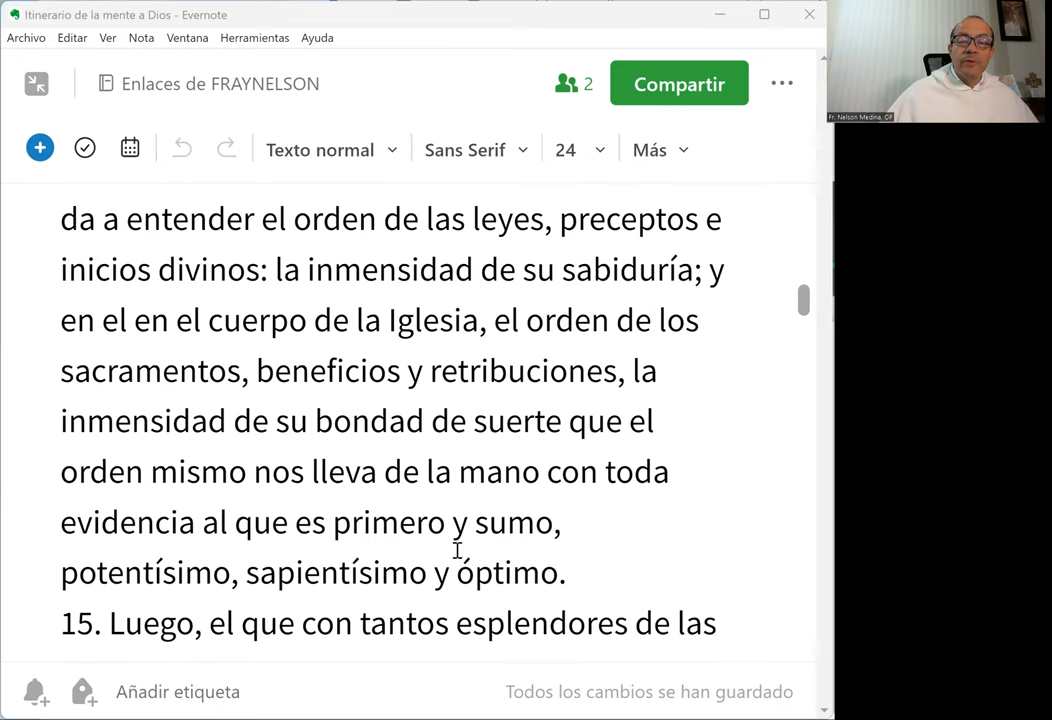 Itinerario de la mente a Dios - Evernote
Archivo Editar Ver Nota Ventana Herramientas Ayuda
Enlaces de FRAYNELSON 2 Compartir
Texto normal Sans Serif 24 Más
da a entender el orden de las leyes, preceptos e
inicios divinos: la inmensidad de su sabiduría; y
en el en el cuerpo de la Iglesia, el orden de los
sacramentos, beneficios y retribuciones, la
inmensidad de su bondad de suerte que el
orden mismo nos lleva de la mano con toda
evidencia al que es primero y sumo,
potentísimo, sapientísimo y óptimo.
15. Luego, el que con tantos esplendores de las
Añadir etiqueta Todos los cambios se han guardado
Fr. Nelson Medina, OP